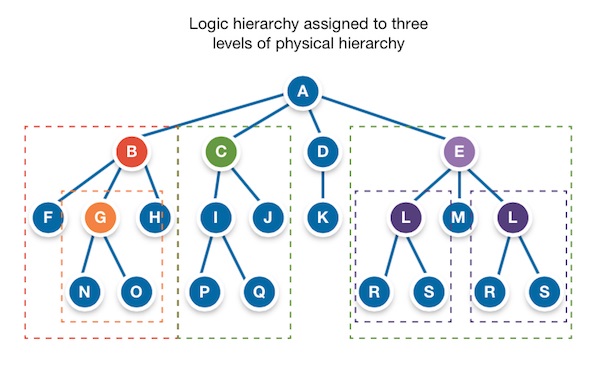 Logic hierarchy assigned to three
levels of physical hierarchy
A
B C D E
F G H I J K L M L
N O P Q R S R S